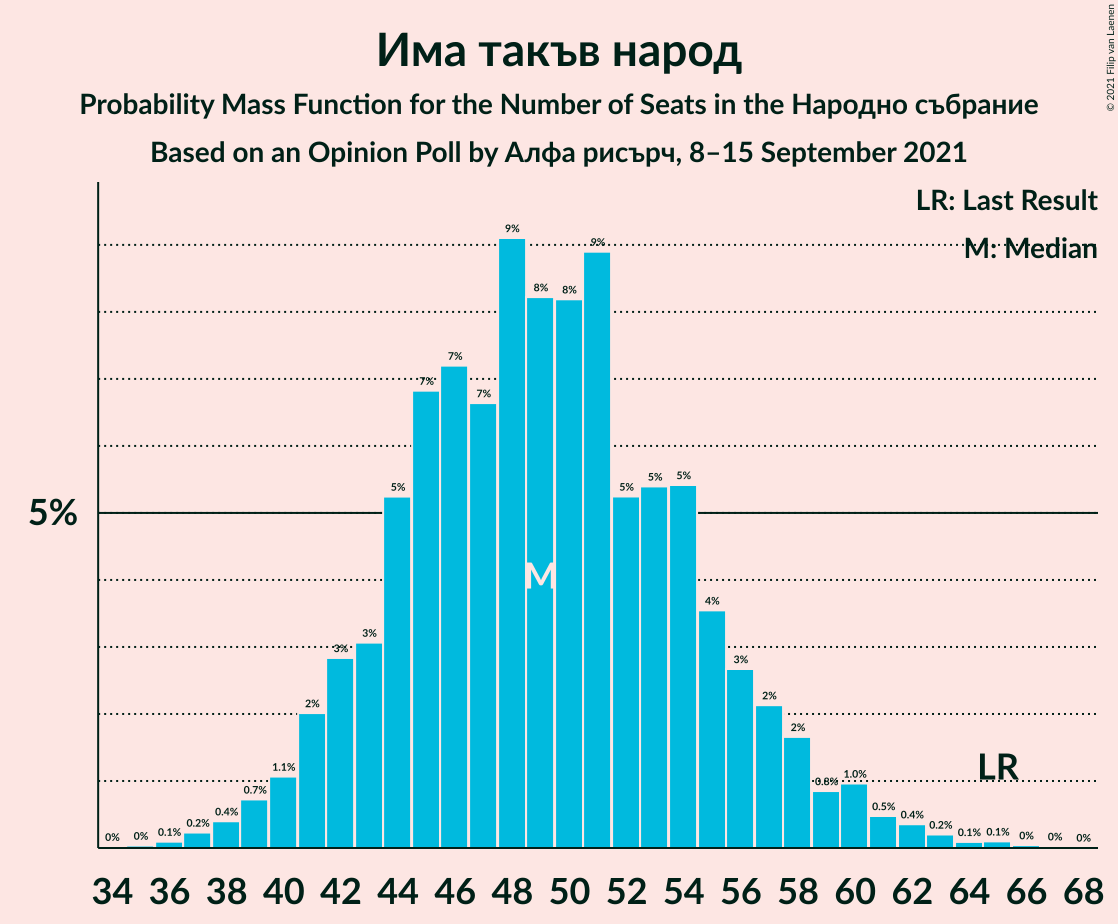 Има такъв народ
Probability Mass Function for the Number of Seats in the Народно събрание
Based on an Opinion Poll by Алфа рисърч, 8–15 September 2021
© 2021 Filip van Laenen
LR: Last Result
M: Median
5%
0% 0% 0.1% 0.2% 0.4% 0.7% 1.1% 2% 3% 3% 5% 7% 7% 7% 9% 8% 8% 9% 5% 5% 5% 4% 3% 2% 2% 0.8% 1.0% 0.5% 0.4% 0.2% 0.1% 0.1% 0% 0% 0%
M
LR
34 36 38 40 42 44 46 48 50 52 54 56 58 60 62 64 66 68